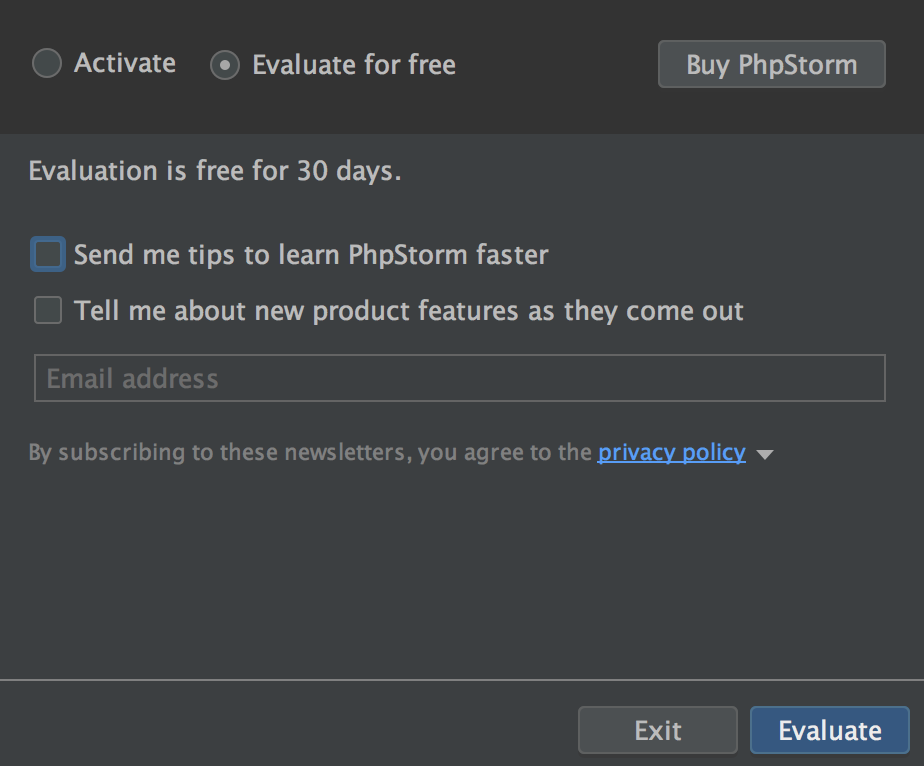 Activate Evaluate for free Buy PhpStorm
Evaluation is free for 30 days.
Send me tips to learn PhpStorm faster
Tell me about new product features as they come out
Email address
By subscribing to these newsletters, you agree to the privacy policy
Exit Evaluate